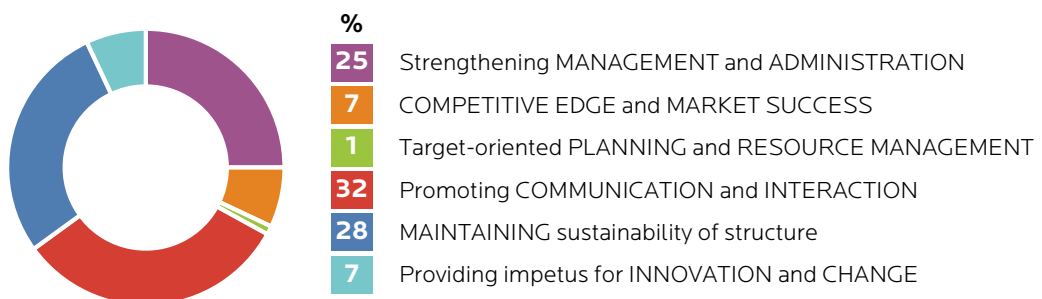 %
25 Strengthening MANAGEMENT and ADMINISTRATION
7 COMPETITIVE EDGE and MARKET SUCCESS
1 Target-oriented PLANNING and RESOURCE MANAGEMENT
32 Promoting COMMUNICATION and INTERACTION
28 MAINTAINING sustainability of structure
7 Providing impetus for INNOVATION and CHANGE